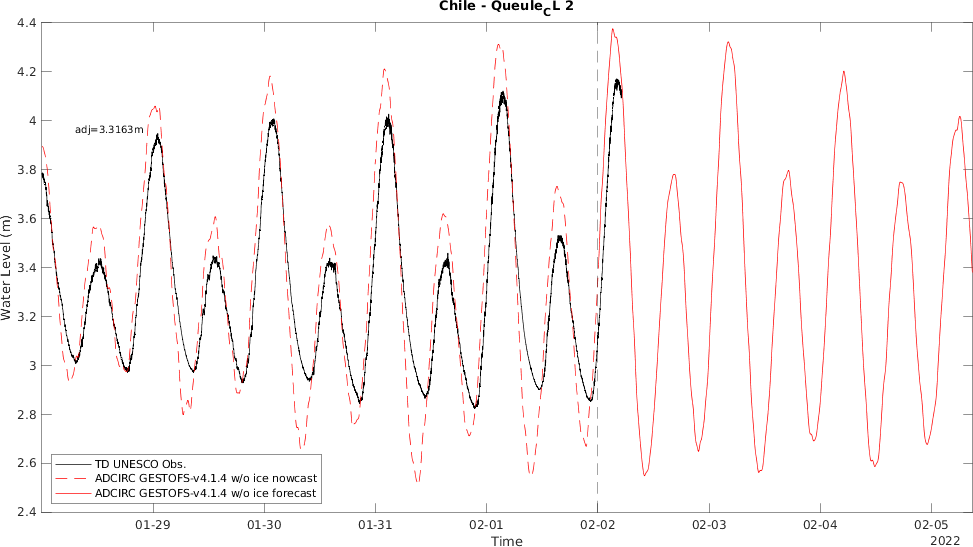 Chile - Queule_CL 2
4.4
4.2
4
3.8
3.6
3.4
3.2
3
2.8
2.6
2.4
Water Level (m)
adj=3.3163m
TD UNESCO Obs.
ADCIRC GESTOFS-v4.1.4 w/o ice nowcast
ADCIRC GESTOFS-v4.1.4 w/o ice forecast
01-29 01-30 01-31 02-01 02-02 02-03 02-04 02-05
Time
2022